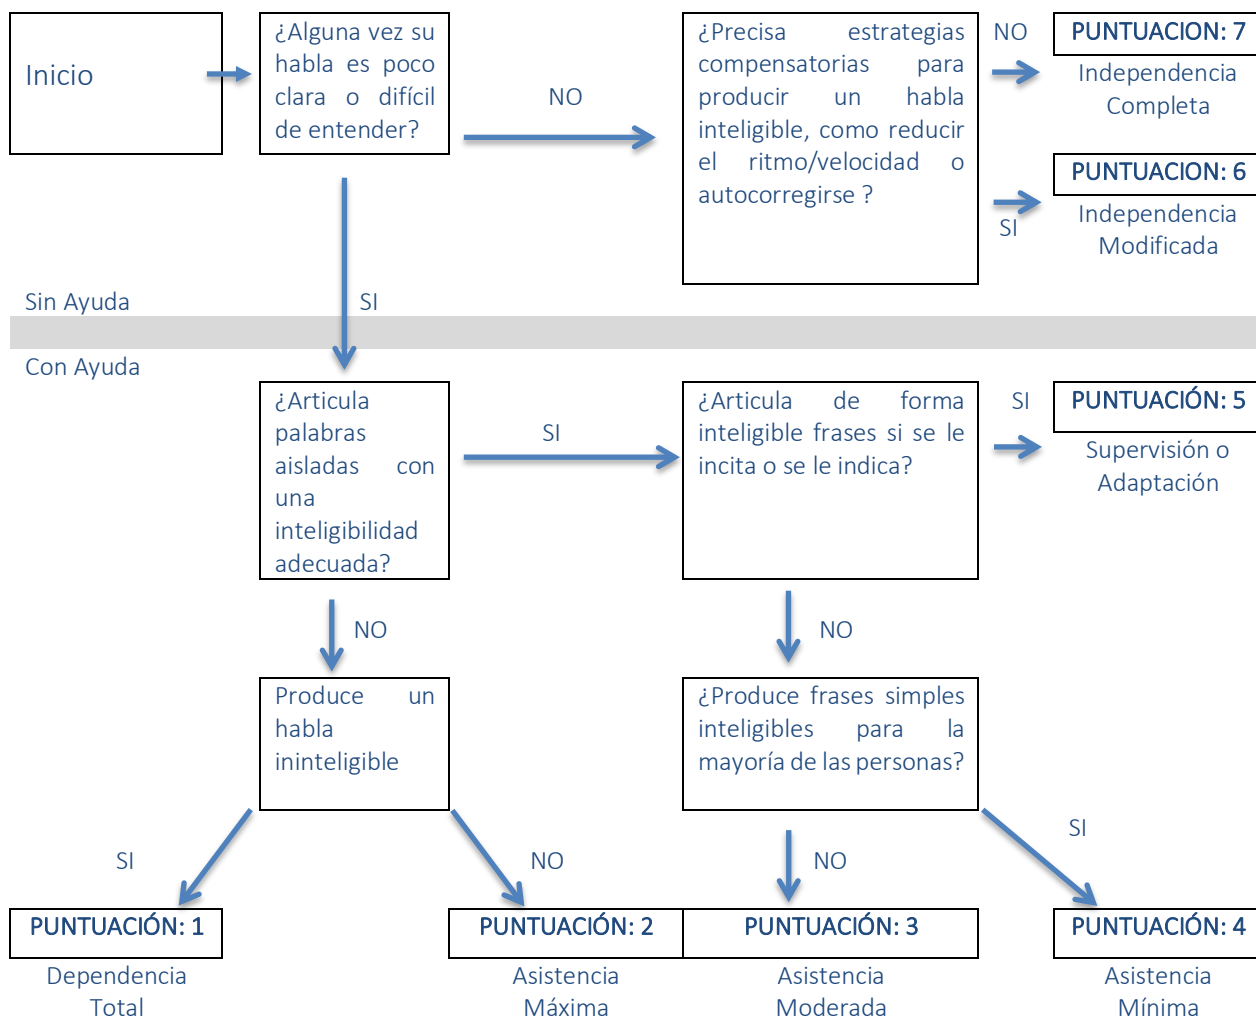 Inicio
¿Alguna vez su
habla es poco
clara o difícil
de entender?
NO
¿Precisa estrategias
compensatorias para
producir un habla
inteligible, como reducir
el ritmo/velocidad o
autocorregirse ?
NO
PUNTUACION: 7
Independencia
Completa
SI
PUNTUACION: 6
Independencia
Modificada
Sin Ayuda
SI
Con Ayuda
¿Articula
palabras
aisladas con
una
inteligibilidad
adecuada?
SI
¿Articula de forma
inteligible frases si se le
incita o se le indica?
SI
PUNTUACIÓN: 5
Supervisión o
Adaptación
NO
NO
Produce un
habla
ininteligible
¿Produce frases simples
inteligibles para la
mayoría de las personas?
SI
NO
NO
SI
PUNTUACIÓN: 1
Dependencia
Total
PUNTUACIÓN: 2
Asistencia
Máxima
PUNTUACIÓN: 3
Asistencia
Moderada
PUNTUACIÓN: 4
Asistencia
Mínima